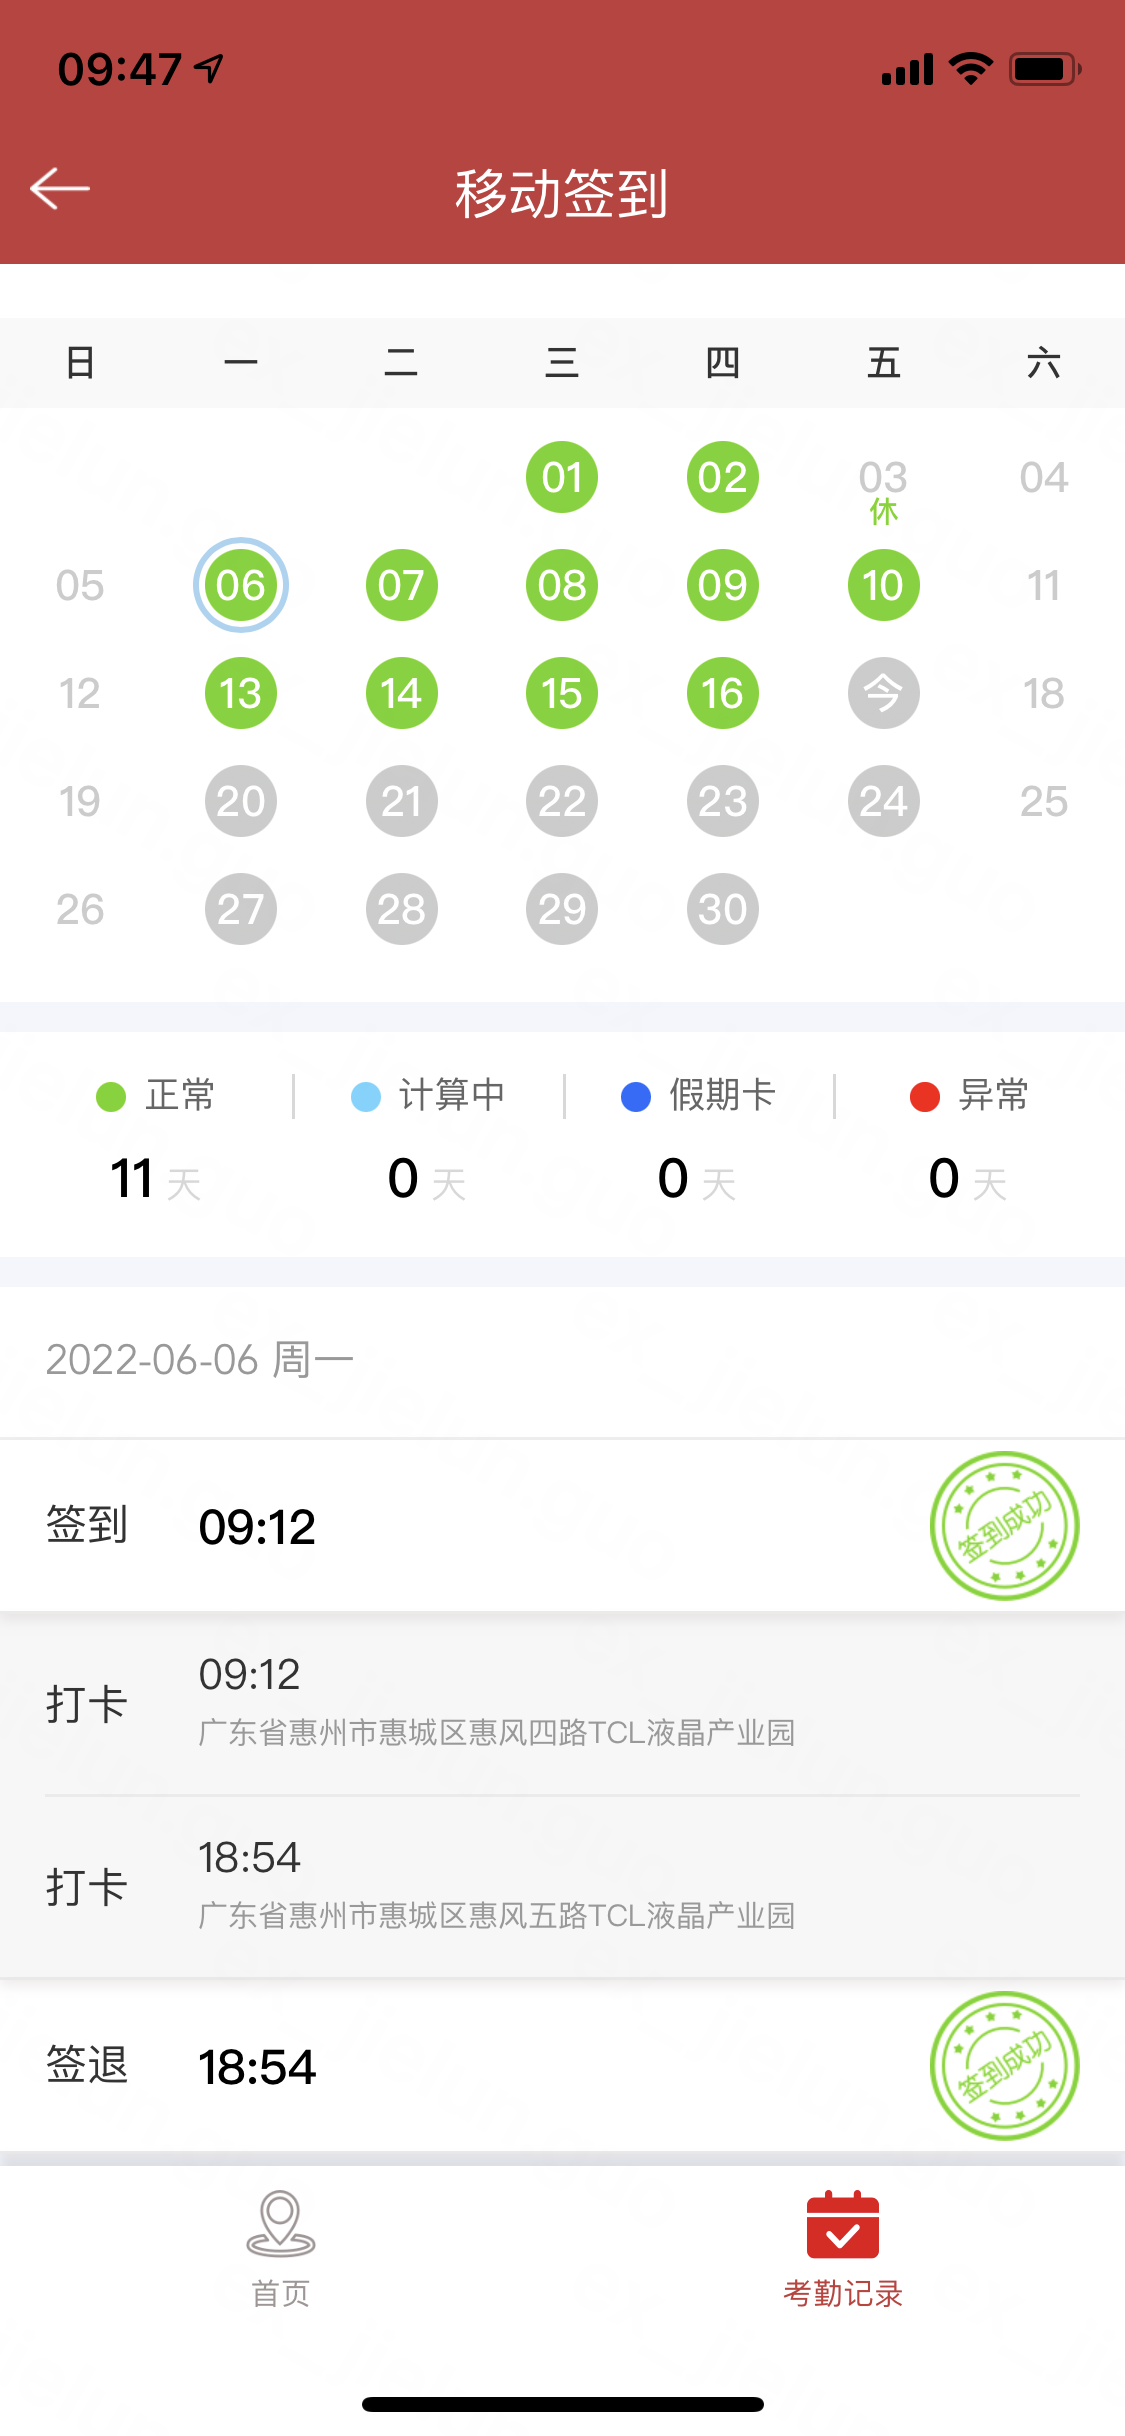 09:47
移动签到
日 一 二 三 四 五 六
01 02 03 04
休
05 06 07 08 09 10 11
12 13 14 15 16 今 18
19 20 21 22 23 24 25
26 27 28 29 30
正常 计算中 假期卡 异常
11 天 0 天 0 天 0 天
2022-06-06 周一
签到 09:12
签到成功
打卡 09:12
广东省惠州市惠城区惠风四路TCL液晶产业园
打卡 18:54
广东省惠州市惠城区惠风五路TCL液晶产业园
签退 18:54
签到成功
首页 考勤记录